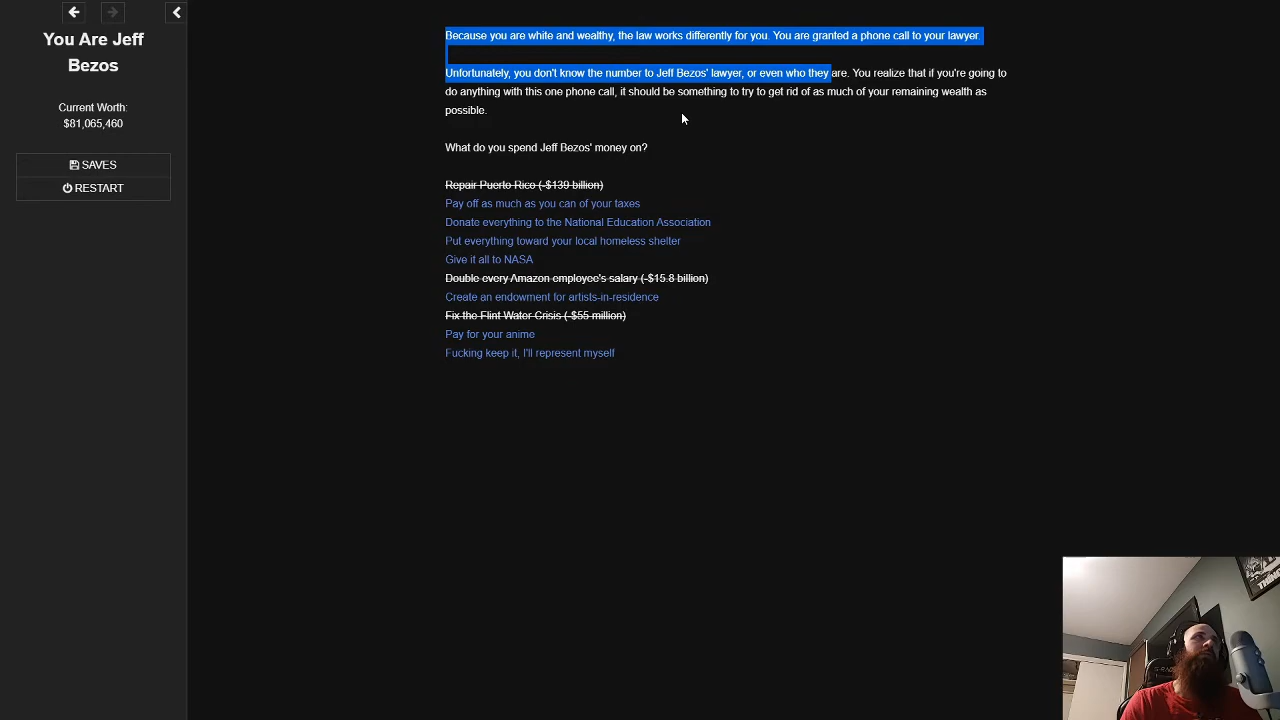 You Are Jeff
Bezos
Current Worth:
$81,065,460
SAVES
RESTART
Because you are white and wealthy, the law works differently for you. You are granted a phone call to your lawyer.
Unfortunately, you don't know the number to Jeff Bezos' lawyer, or even who they are. You realize that if you're going to
do anything with this one phone call, it should be something to try to get rid of as much of your remaining wealth as
possible.
What do you spend Jeff Bezos' money on?
Repair Puerto Rico (-$139 billion)
Pay off as much as you can of your taxes
Donate everything to the National Education Association
Put everything toward your local homeless shelter
Give it all to NASA
Double every Amazon employee's salary (-$15.8 billion)
Create an endowment for artists-in-residence
Fix the Flint Water Crisis (-$55 million)
Pay for your anime
Fucking keep it, I'll represent myself